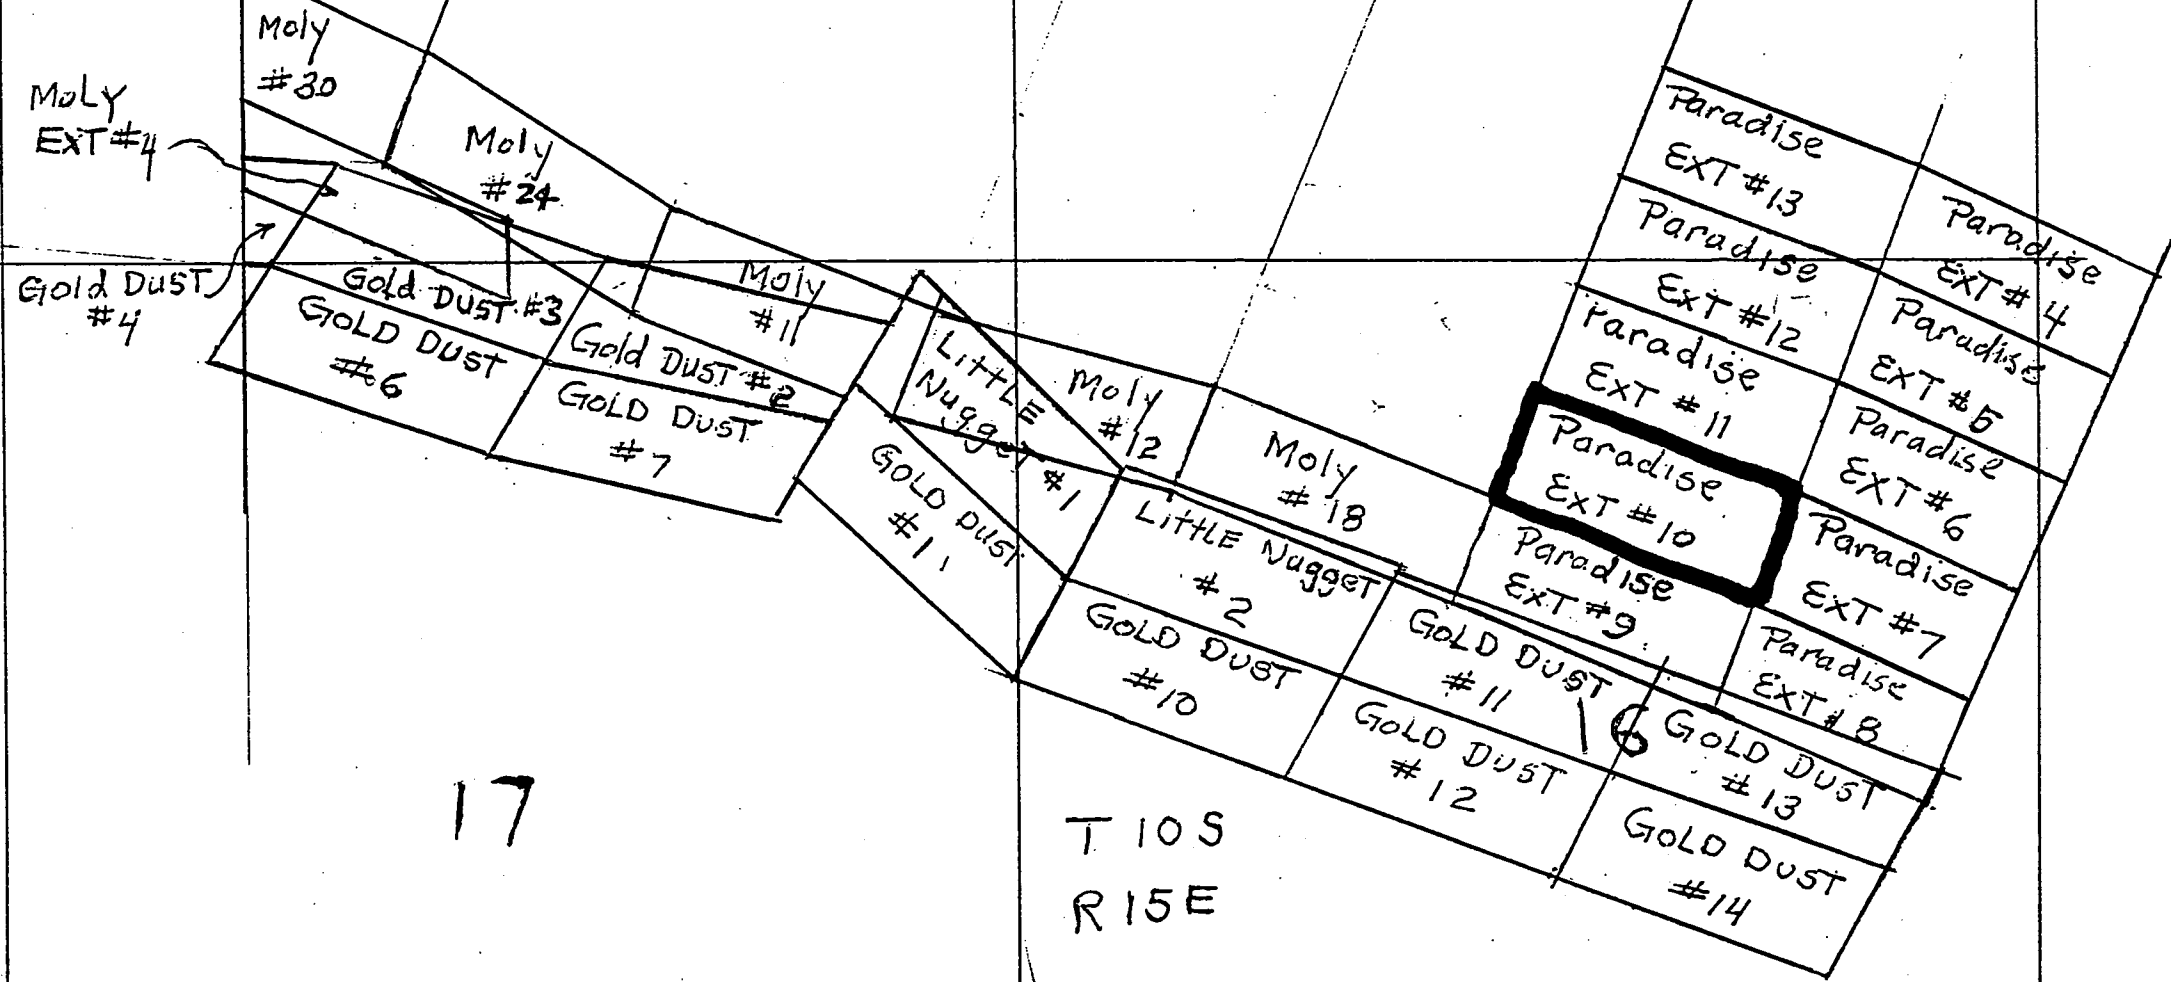 Moly
#30
MoLy
EXT #4
Moly
#24
Gold DUST
#4
Gold DUST #3
GOLD DUST
#6
Moly
#11
Gold DUST #2
GOLD DUST
#7
LITTLE
Nugget #1
GOLD DUST
#1
Moly
#12
Moly
#18
LITTLE NuggeT
#2
GOLD DUST
#10
GOLD DUST
#11
GOLD DUST
#12
Paradise
EXT #13
Paradise
EXT #12
Paradise
EXT #11
Paradise
EXT #10
Paradise
EXT #9
Paradise
EXT #4
Paradise
EXT #5
Paradise
EXT #6
Paradise
EXT #7
Paradise
EXT #8
16
GOLD DUST
#13
GOLD DUST
#14
17
T 10 S
R 15 E